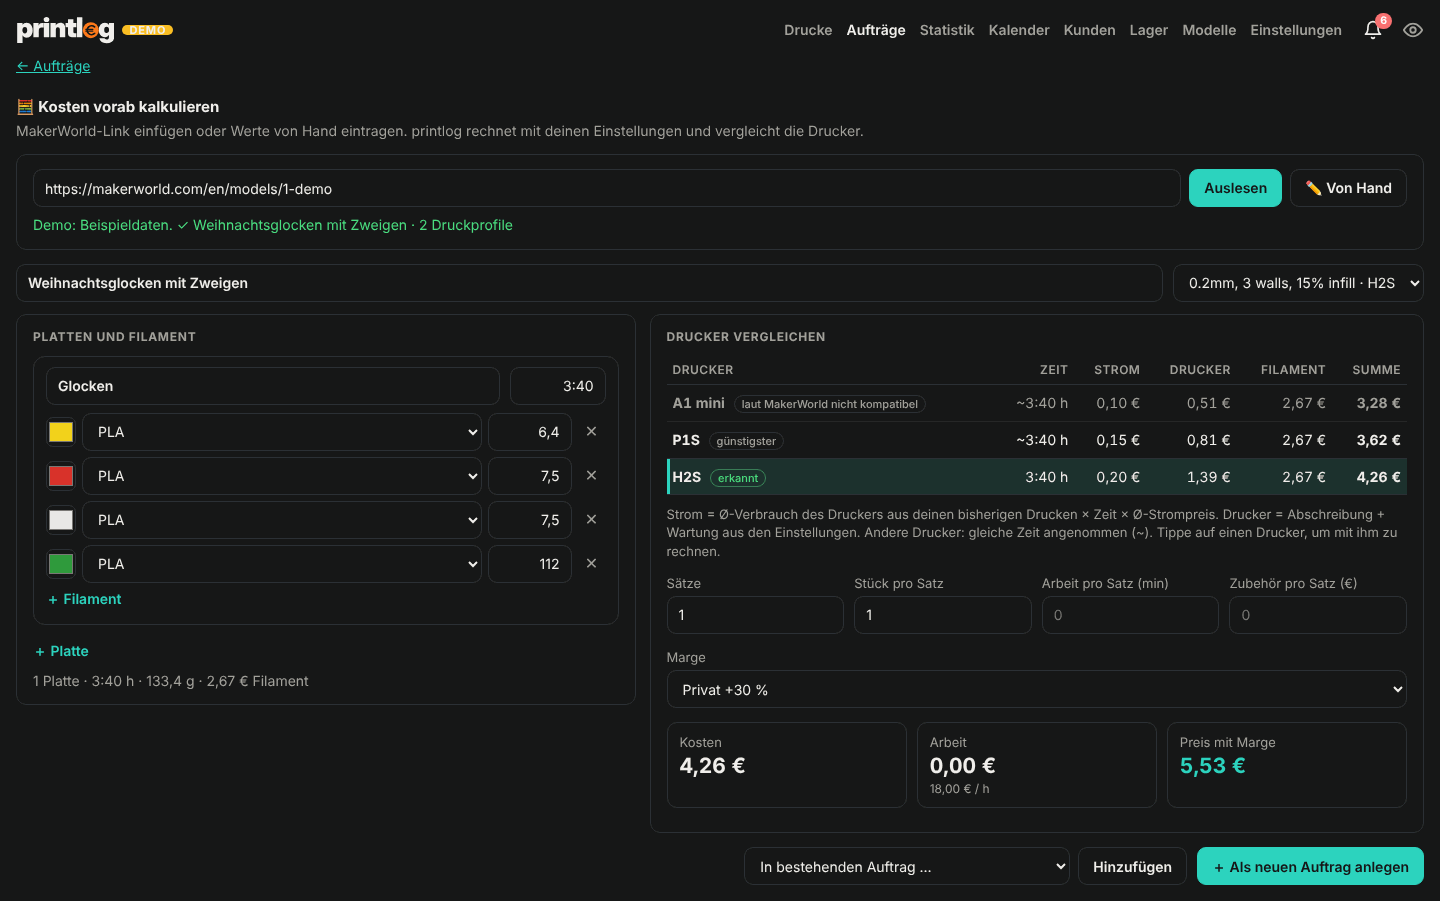 printl€g DEMO
Drucke Aufträge Statistik Kalender Kunden Lager Modelle Einstellungen 6
← Aufträge
🧮 Kosten vorab kalkulieren
MakerWorld-Link einfügen oder Werte von Hand eintragen. printlog rechnet mit deinen Einstellungen und vergleicht die Drucker.
https://makerworld.com/en/models/1-demo Auslesen ✏️ Von Hand
Demo: Beispieldaten. ✓ Weihnachtsglocken mit Zweigen · 2 Druckprofile
Weihnachtsglocken mit Zweigen 0.2mm, 3 walls, 15% infill · H2S
PLATTEN UND FILAMENT
Glocken 3:40
PLA 6,4 ✕
PLA 7,5 ✕
PLA 7,5 ✕
PLA 112 ✕
+ Filament
+ Platte
1 Platte · 3:40 h · 133,4 g · 2,67 € Filament
DRUCKER VERGLEICHEN
DRUCKER ZEIT STROM DRUCKER FILAMENT SUMME
A1 mini laut MakerWorld nicht kompatibel ~3:40 h 0,10 € 0,51 € 2,67 € 3,28 €
P1S günstigster ~3:40 h 0,15 € 0,81 € 2,67 € 3,62 €
H2S erkannt 3:40 h 0,20 € 1,39 € 2,67 € 4,26 €
Strom = Ø-Verbrauch des Druckers aus deinen bisherigen Drucken × Zeit × Ø-Strompreis. Drucker = Abschreibung +
Wartung aus den Einstellungen. Andere Drucker: gleiche Zeit angenommen (~). Tippe auf einen Drucker, um mit ihm zu
rechnen.
Sätze Stück pro Satz Arbeit pro Satz (min) Zubehör pro Satz (€)
1 1 0 0
Marge
Privat +30 %
Kosten Arbeit Preis mit Marge
4,26 € 0,00 € 5,53 €
18,00 € / h
In bestehenden Auftrag ... Hinzufügen + Als neuen Auftrag anlegen